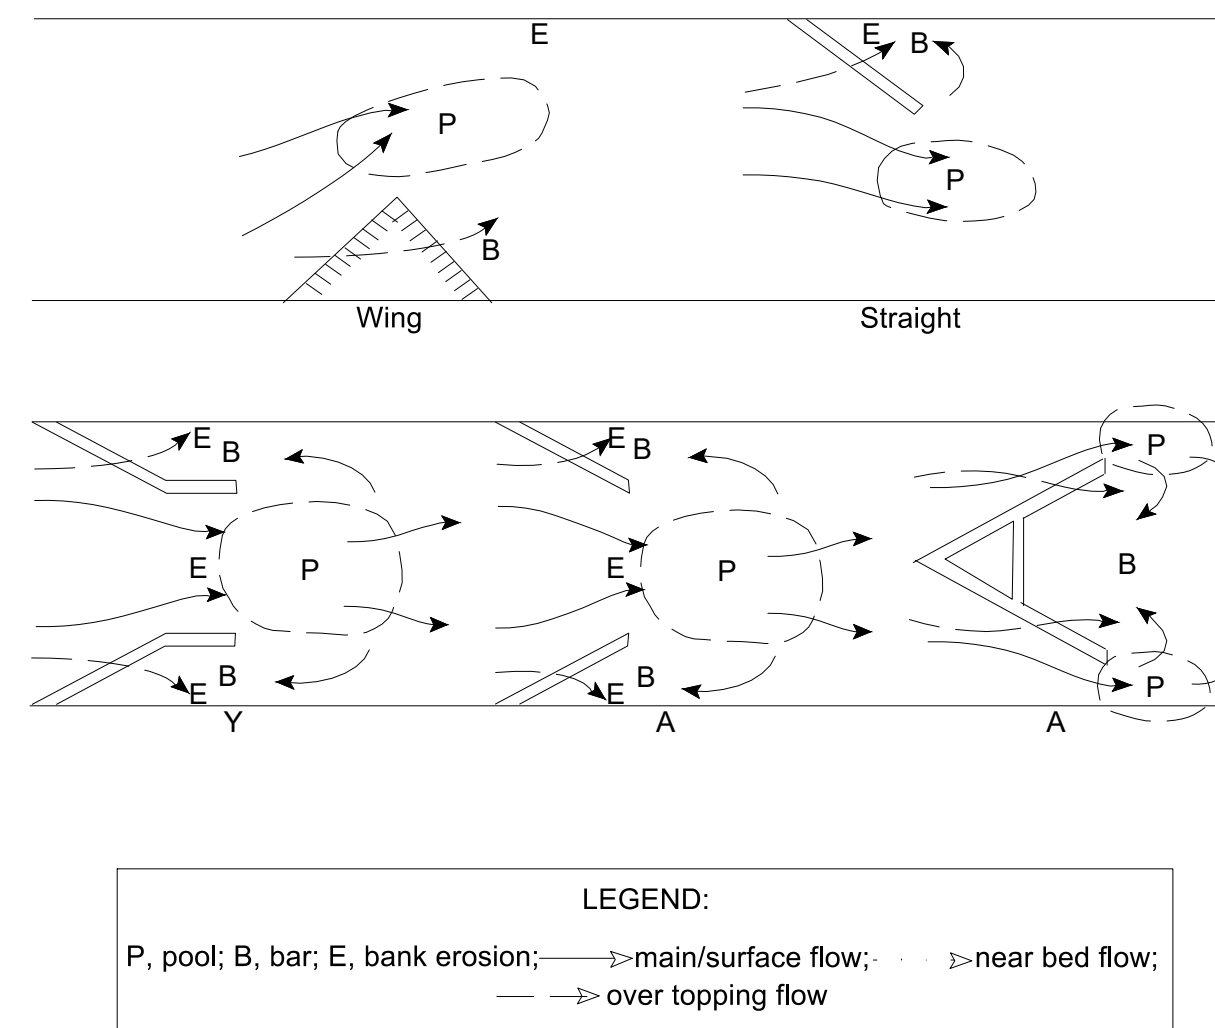 E
E B
P
P
B
Wing Straight
E B E B P
E P E P B
E B E B P
Y A A
LEGEND:
P, pool; B, bar; E, bank erosion; main/surface flow; near bed flow;
over topping flow